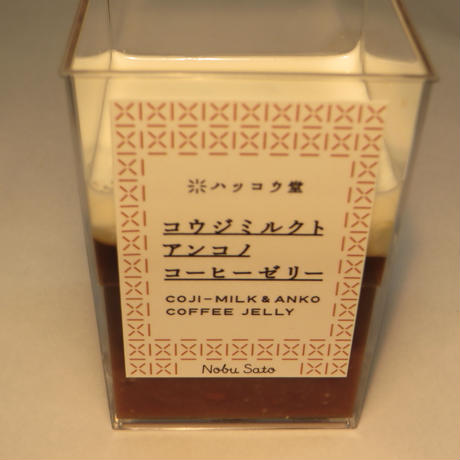 ハッコウ堂
コウジミルクト
アンコノ
コーヒーゼリー
COJI-MILK & ANKO
COFFEE JELLY
Nobu Sato